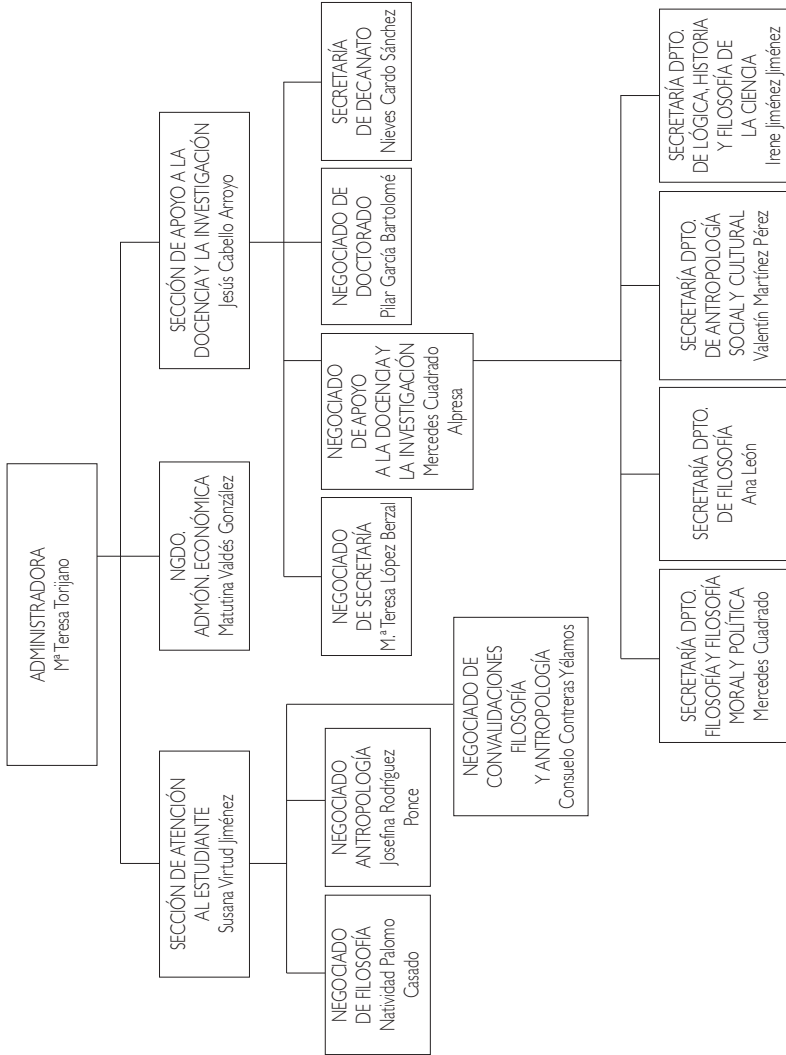 ADMINISTRADORA
Mª Teresa Torijano
SECCIÓN DE ATENCIÓN
AL ESTUDIANTE
Susana Virtud Jiménez
NGDO.
ADMÓN. ECONÓMICA
Matutina Valdés González
SECCIÓN DE APOYO A LA
DOCENCIA Y LA INVESTIGACIÓN
Jesús Cabello Arroyo
NEGOCIADO
DE FILOSOFÍA
Natividad Palomo
Casado
NEGOCIADO
ANTROPOLOGÍA
Josefina Rodríguez
Ponce
NEGOCIADO
DE SECRETARÍA
M.ª Teresa López Berzal
NEGOCIADO
DE APOYO
A LA DOCENCIA Y
LA INVESTIGACIÓN
Mercedes Cuadrado
Alpresa
NEGOCIADO DE
DOCTORADO
Pilar García Bartolomé
SECRETARÍA
DE DECANATO
Nieves Cardo Sánchez
NEGOCIADO DE
CONVALIDACIONES
FILOSOFÍA
Y ANTROPOLOGÍA
Consuelo Contreras Yélamos
SECRETARÍA DPTO.
FILOSOFÍA Y FILOSOFÍA
MORAL Y POLÍTICA
Mercedes Cuadrado
SECRETARÍA DPTO.
DE FILOSOFÍA
Ana León
SECRETARÍA DPTO.
DE ANTROPOLOGÍA
SOCIAL Y CULTURAL
Valentín Martínez Pérez
SECRETARÍA DPTO.
DE LÓGICA, HISTORIA
Y FILOSOFÍA DE
LA CIENCIA
Irene Jiménez Jiménez